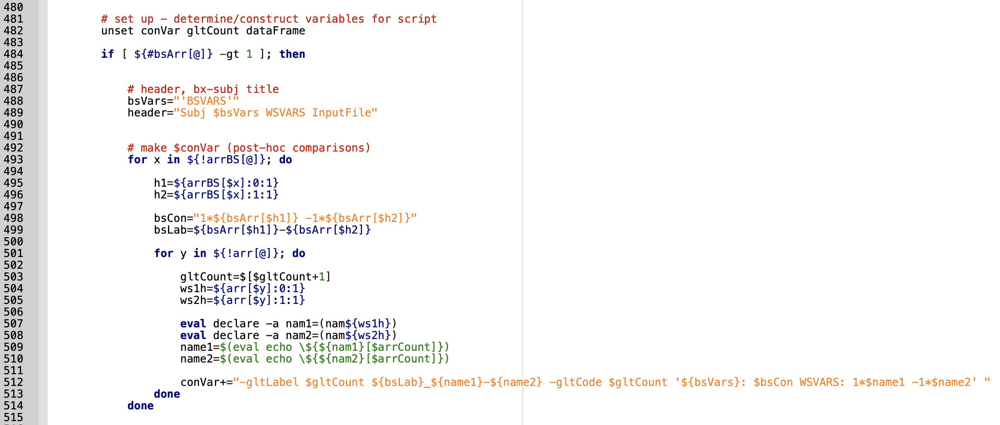 480
481 # set up - determine/construct variables for script
482 unset conVar gltCount dataFrame
483
484 if [ ${#bsArr[@]} -gt 1 ]; then
485
486
487 # header, bx-subj title
488 bsVars="'BSVARS'"
489 header="Subj $bsVars WSVARS InputFile"
490
491
492 # make $conVar (post-hoc comparisons)
493 for x in ${!arrBS[@]}; do
494
495 h1=${arrBS[$x]:0:1}
496 h2=${arrBS[$x]:1:1}
497
498 bsCon="1*${bsArr[$h1]} -1*${bsArr[$h2]}"
499 bsLab=${bsArr[$h1]}-${bsArr[$h2]}
500
501 for y in ${!arr[@]}; do
502
503 gltCount=$[$gltCount+1]
504 ws1h=${arr[$y]:0:1}
505 ws2h=${arr[$y]:1:1}
506
507 eval declare -a nam1=(nam${ws1h})
508 eval declare -a nam2=(nam${ws2h})
509 name1=$(eval echo \${${nam1}[$arrCount]})
510 name2=$(eval echo \${${nam2}[$arrCount]})
511
512 conVar+="-gltLabel $gltCount ${bsLab}_${name1}-${name2} -gltCode $gltCount '${bsVars}: $bsCon WSVARS: 1*$name1 -1*$name2' "
513 done
514 done
515